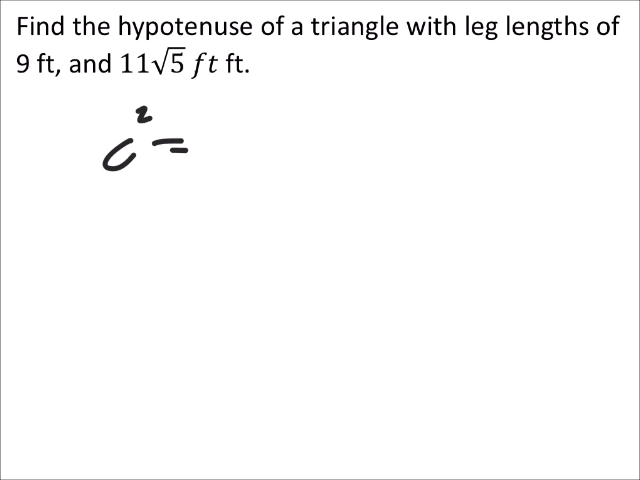 Find the hypotenuse of a triangle with leg lengths of
9 ft, and 11√5 ft ft.
c² =